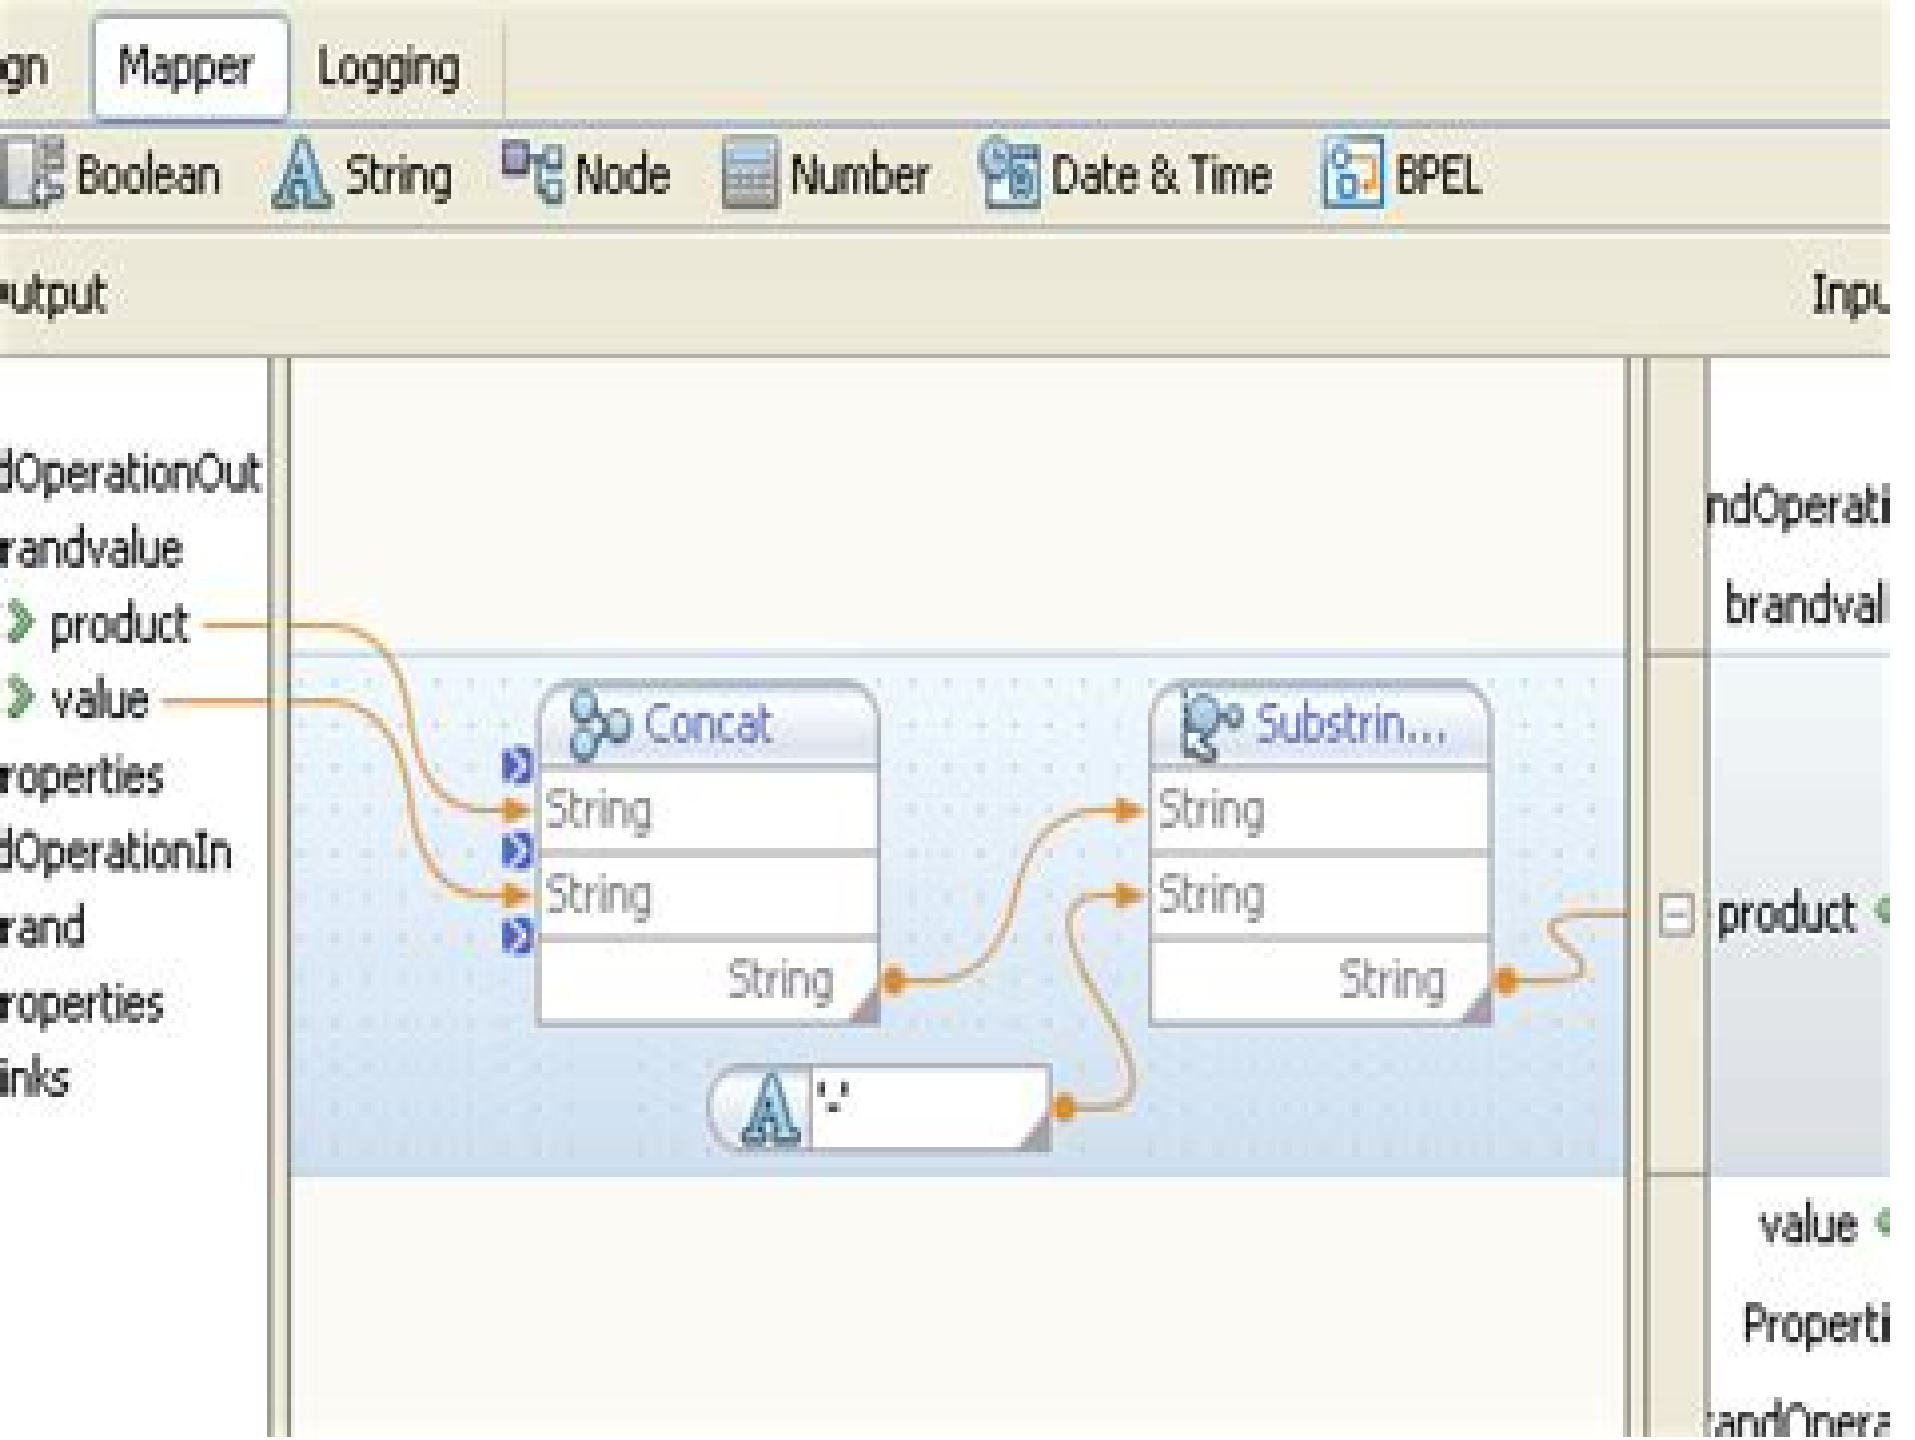 gn Mapper Logging
Boolean String Node Number Date & Time BPEL
utput Inpu
dOperationOut
ndOperati
randvalue
brandval
product
value
Concat
Substrin...
roperties
String
String
dOperationIn
String
String
rand
product
String
String
roperties
inks
'-'
value
Properti
andOpera